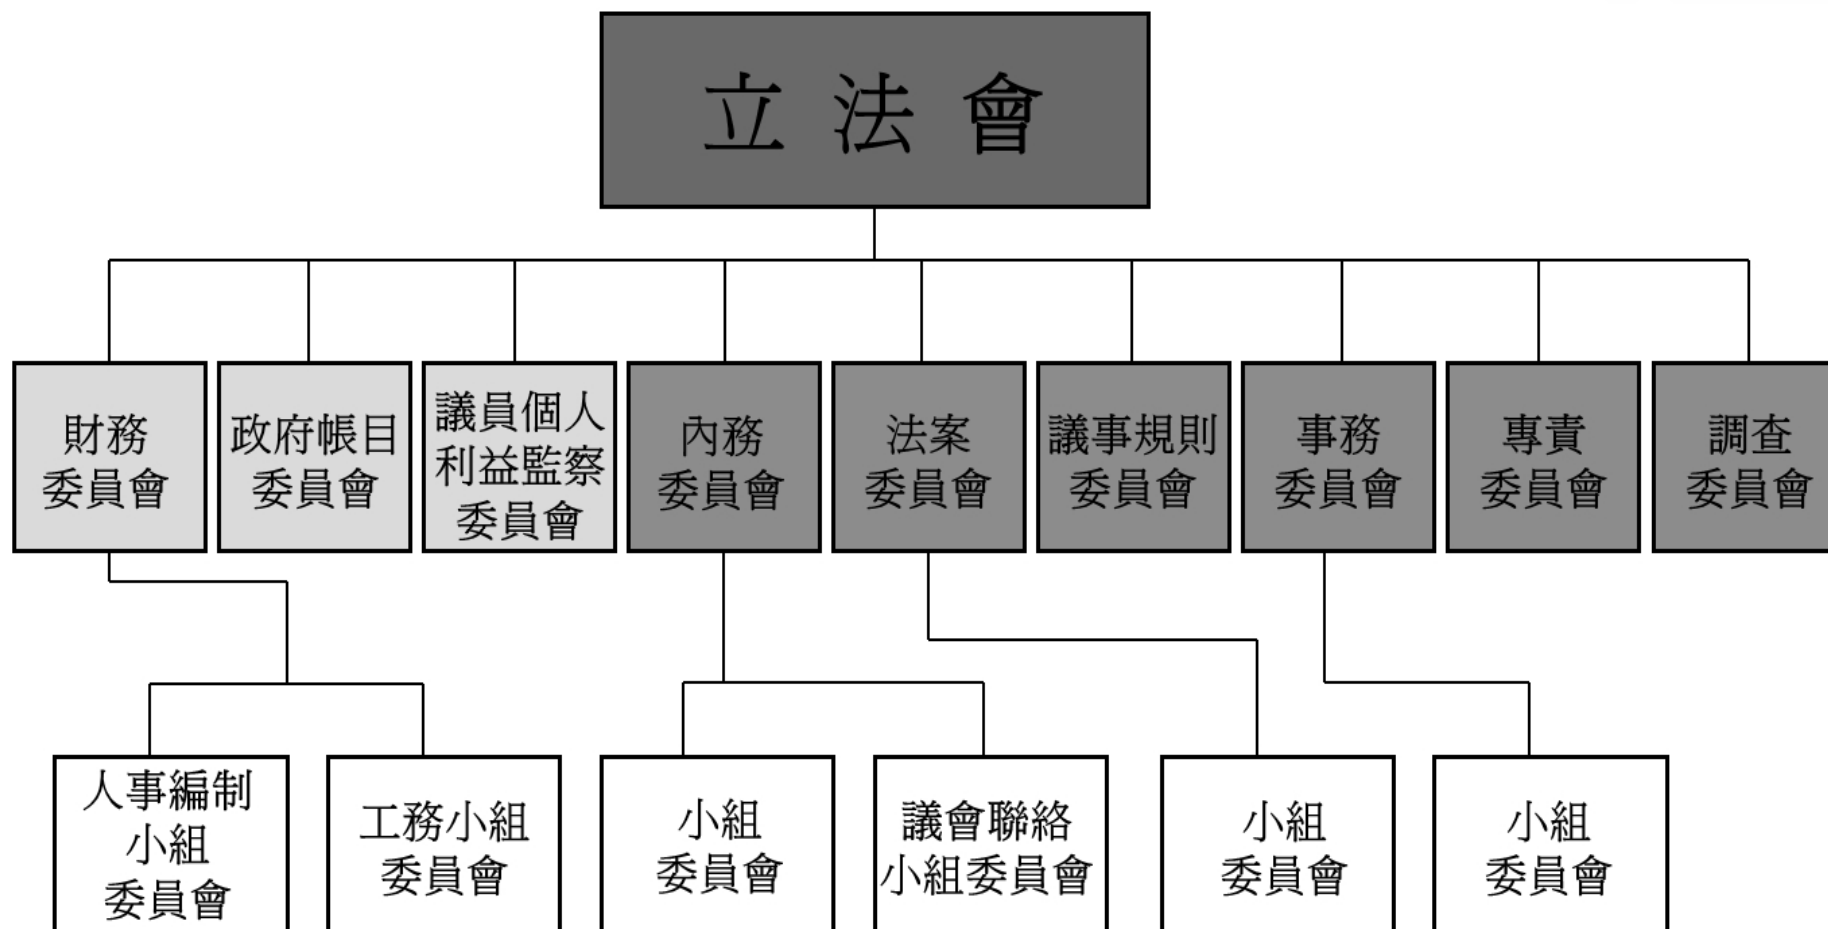 立法會
財務
委員會
政府帳目
委員會
議員個人
利益監察
委員會
內務
委員會
法案
委員會
議事規則
委員會
事務
委員會
專責
委員會
調查
委員會
人事編制
小組
委員會
工務小組
委員會
小組
委員會
議會聯絡
小組委員會
小組
委員會
小組
委員會